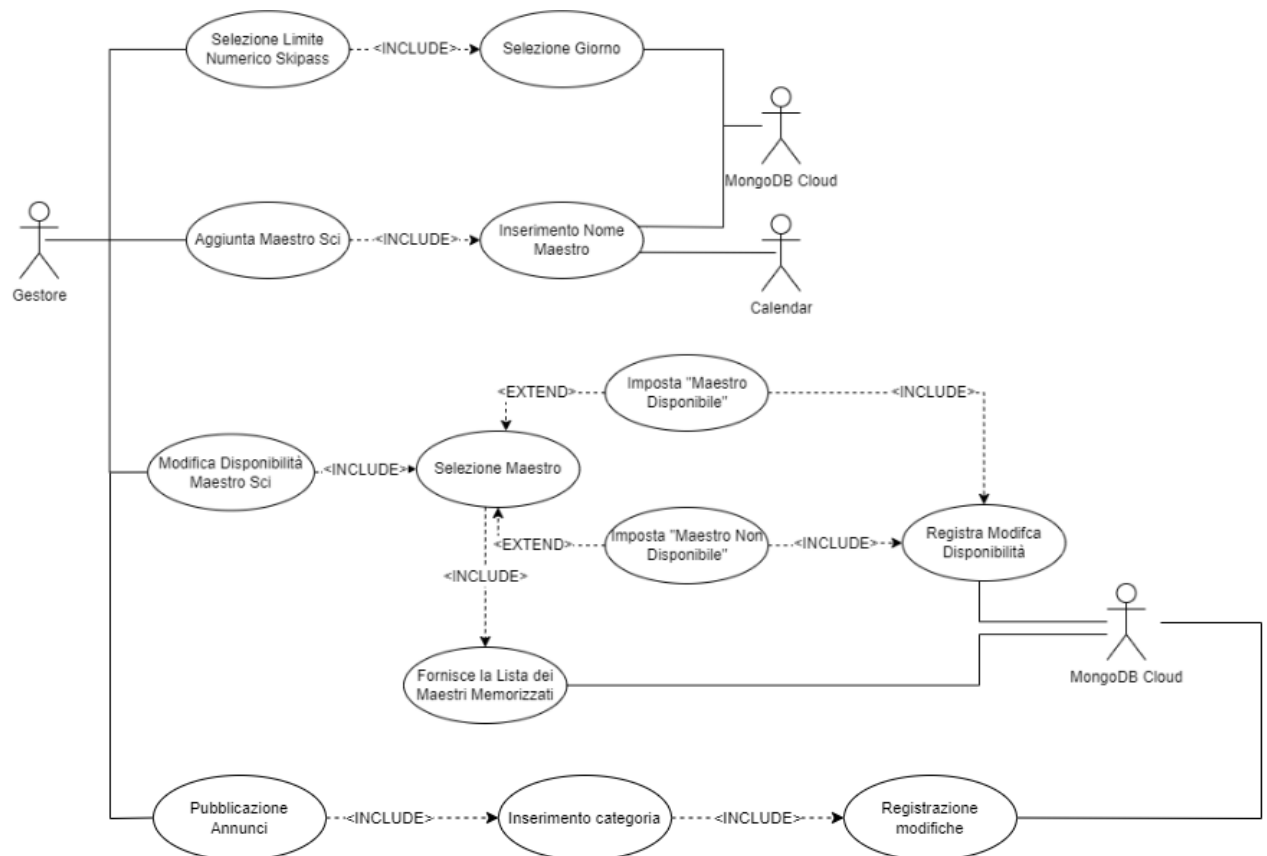 Selezione Limite
Numerico Skipass
<INCLUDE>
Selezione Giorno
MongoDB Cloud
Gestore
Aggiunta Maestro Sci
<INCLUDE>
Inserimento Nome
Maestro
Calendar
<EXTEND>
Imposta "Maestro
Disponibile"
<INCLUDE>
Modifica Disponibilità
Maestro Sci
<INCLUDE>
Selezione Maestro
<EXTEND>
Imposta "Maestro Non
Disponibile"
<INCLUDE>
Registra Modifca
Disponibilità
<INCLUDE>
Fornisce la Lista dei
Maestri Memorizzati
MongoDB Cloud
Pubblicazione
Annunci
<INCLUDE>
Inserimento categoria
<INCLUDE>
Registrazione
modifiche